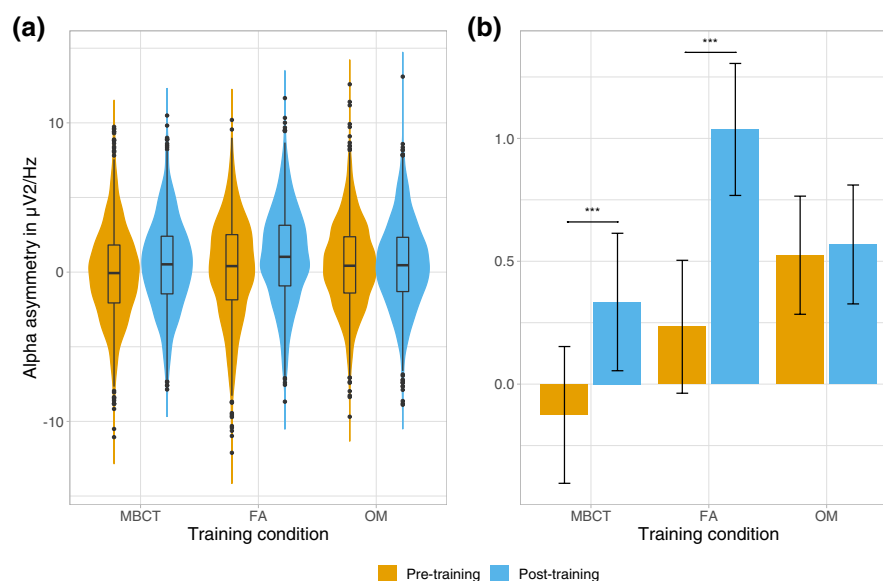 (a)
(b)
Alpha asymmetry in µV2/Hz
10
0
-10
MBCT
FA
OM
Training condition
***
***
1.0
0.5
0.0
MBCT
FA
OM
Training condition
Pre-training
Post-training